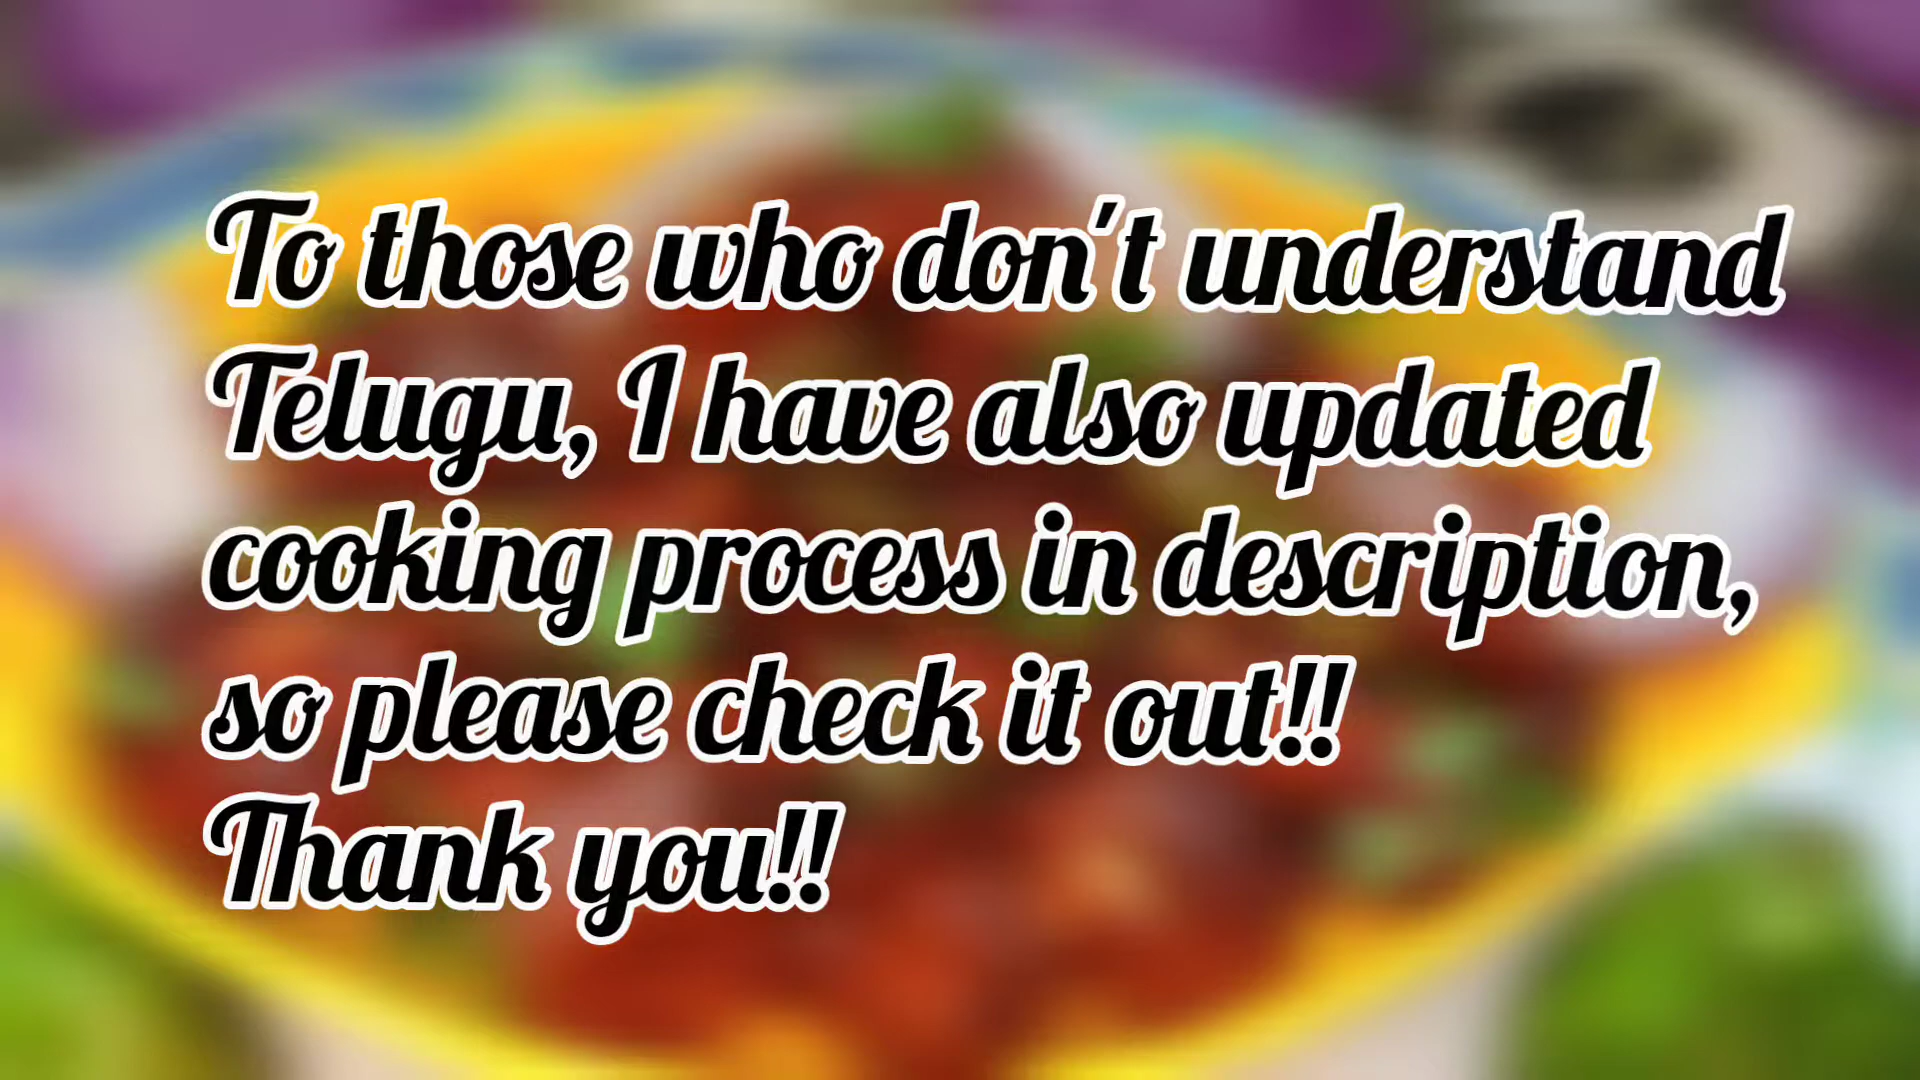 To those who don't understand
Telugu, I have also updated
cooking process in description,
so please check it out!!
Thank you!!